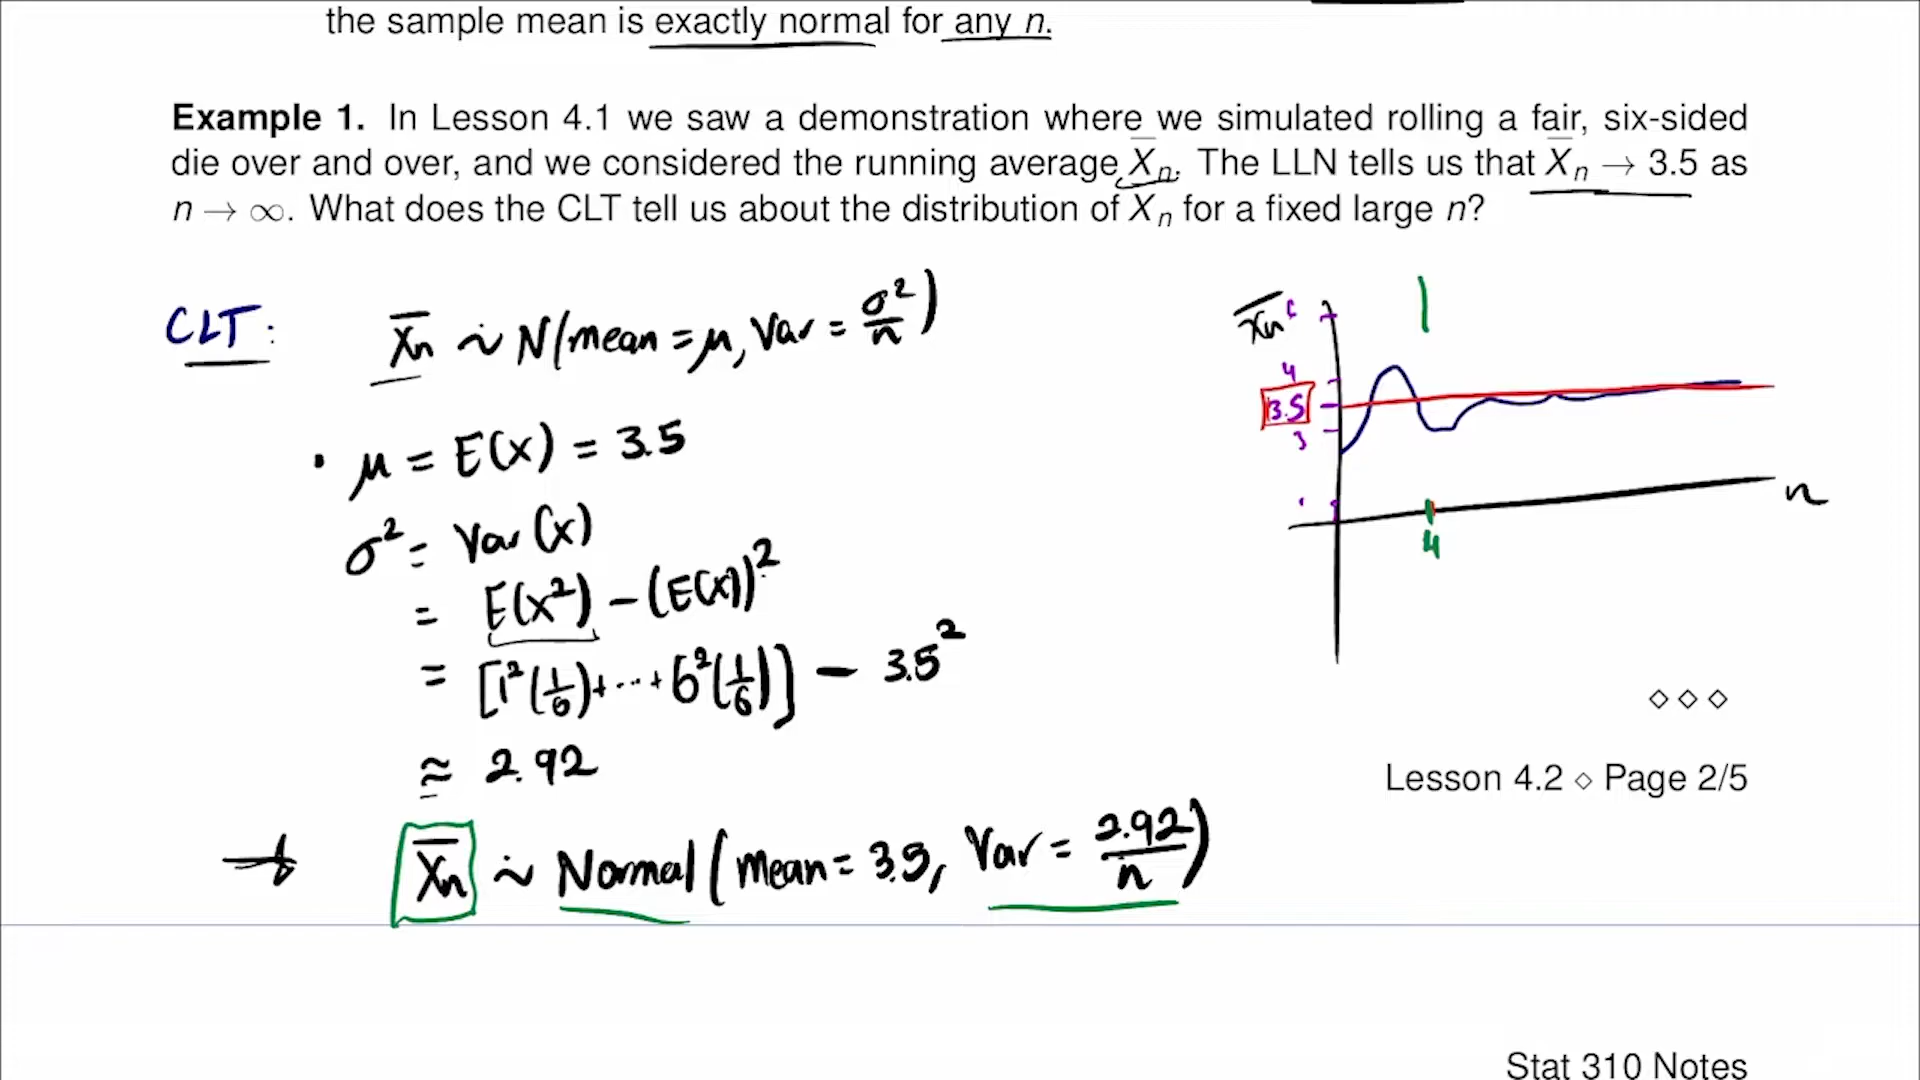 the sample mean is exactly normal for any n.
Example 1. In Lesson 4.1 we saw a demonstration where we simulated rolling a fair, six-sided
die over and over, and we considered the running average X̅ₙ. The LLN tells us that X̅ₙ → 3.5 as
n → ∞. What does the CLT tell us about the distribution of X̅ₙ for a fixed large n?
CLT: X̅n ∻ N(mean = μ, Var = σ²/n)
• μ = E(X) = 3.5
σ² = Var(X)
= E(X²) − (E(X))²
= [1²(1/6) + ··· + 6²(1/6)] − 3.5²
≈ 2.92
X̅n ∻ Normal(mean = 3.5, Var = 2.92/n)
X̅n
4
3.5
3
n
4
◇ ◇ ◇
Lesson 4.2 ◇ Page 2/5
Stat 310 Notes